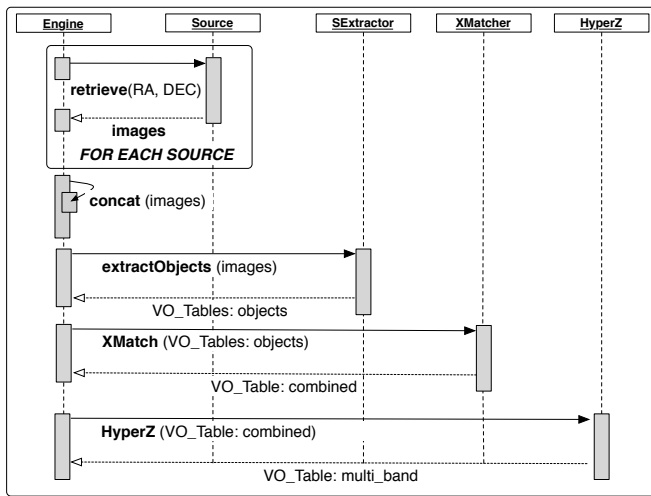 Engine Source SExtractor XMatcher HyperZ
retrieve(RA, DEC)
images
FOR EACH SOURCE
concat (images)
extractObjects (images)
VO_Tables: objects
XMatch (VO_Tables: objects)
VO_Table: combined
HyperZ (VO_Table: combined)
VO_Table: multi_band